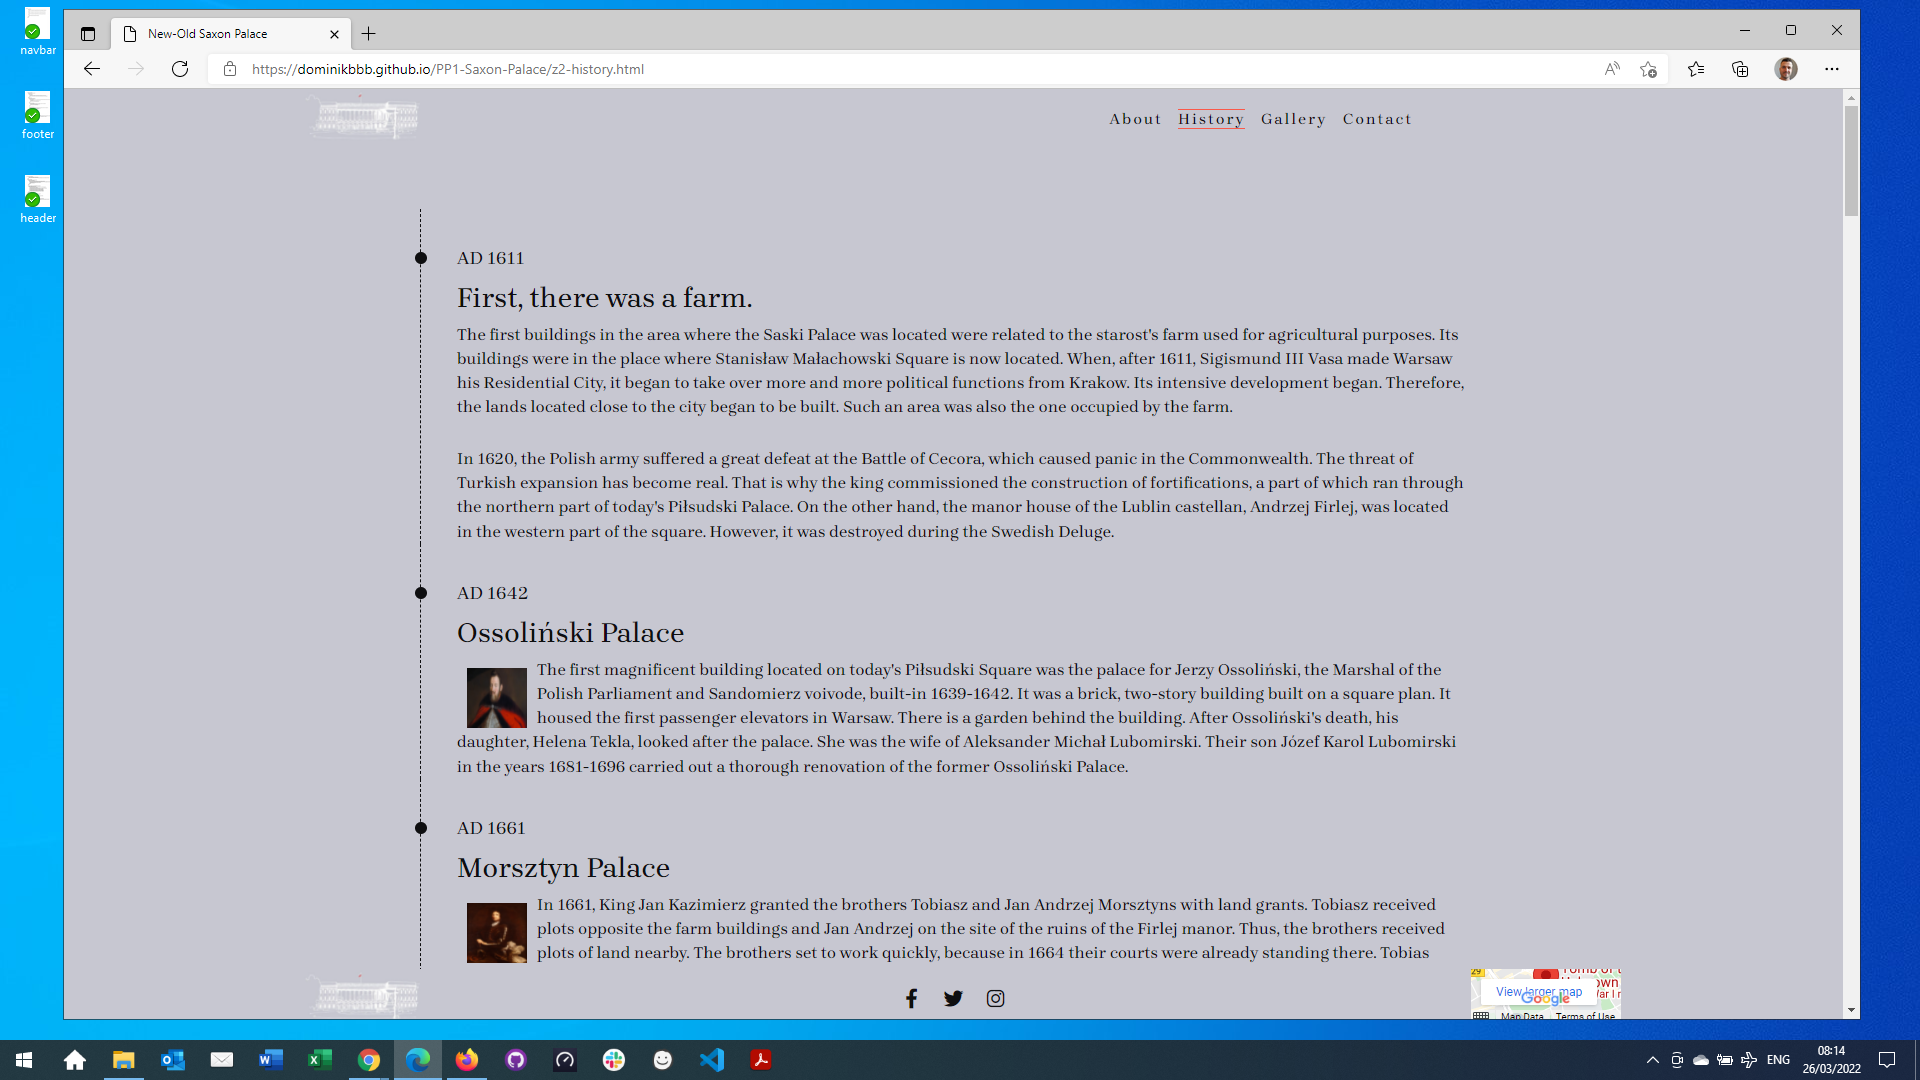 navbar
footer
header
New-Old Saxon Palace
https://dominikbbb.github.io/PP1-Saxon-Palace/z2-history.html
About History Gallery Contact
AD 1611
First, there was a farm.
The first buildings in the area where the Saski Palace was located were related to the starost's farm used for agricultural purposes. Its
buildings were in the place where Stanisław Małachowski Square is now located. When, after 1611, Sigismund III Vasa made Warsaw
his Residential City, it began to take over more and more political functions from Krakow. Its intensive development began. Therefore,
the lands located close to the city began to be built. Such an area was also the one occupied by the farm.
In 1620, the Polish army suffered a great defeat at the Battle of Cecora, which caused panic in the Commonwealth. The threat of
Turkish expansion has become real. That is why the king commissioned the construction of fortifications, a part of which ran through
the northern part of today's Piłsudski Palace. On the other hand, the manor house of the Lublin castellan, Andrzej Firlej, was located
in the western part of the square. However, it was destroyed during the Swedish Deluge.
AD 1642
Ossoliński Palace
The first magnificent building located on today's Piłsudski Square was the palace for Jerzy Ossoliński, the Marshal of the
Polish Parliament and Sandomierz voivode, built-in 1639-1642. It was a brick, two-story building built on a square plan. It
housed the first passenger elevators in Warsaw. There is a garden behind the building. After Ossoliński's death, his
daughter, Helena Tekla, looked after the palace. She was the wife of Aleksander Michał Lubomirski. Their son Józef Karol Lubomirski
in the years 1681-1696 carried out a thorough renovation of the former Ossoliński Palace.
AD 1661
Morsztyn Palace
In 1661, King Jan Kazimierz granted the brothers Tobiasz and Jan Andrzej Morsztyns with land grants. Tobiasz received
plots opposite the farm buildings and Jan Andrzej on the site of the ruins of the Firlej manor. Thus, the brothers received
plots of land nearby. The brothers set to work quickly, because in 1664 their courts were already standing there. Tobias
29
View larger map
Google
Map Data Terms of Use
ENG
08:14
26/03/2022